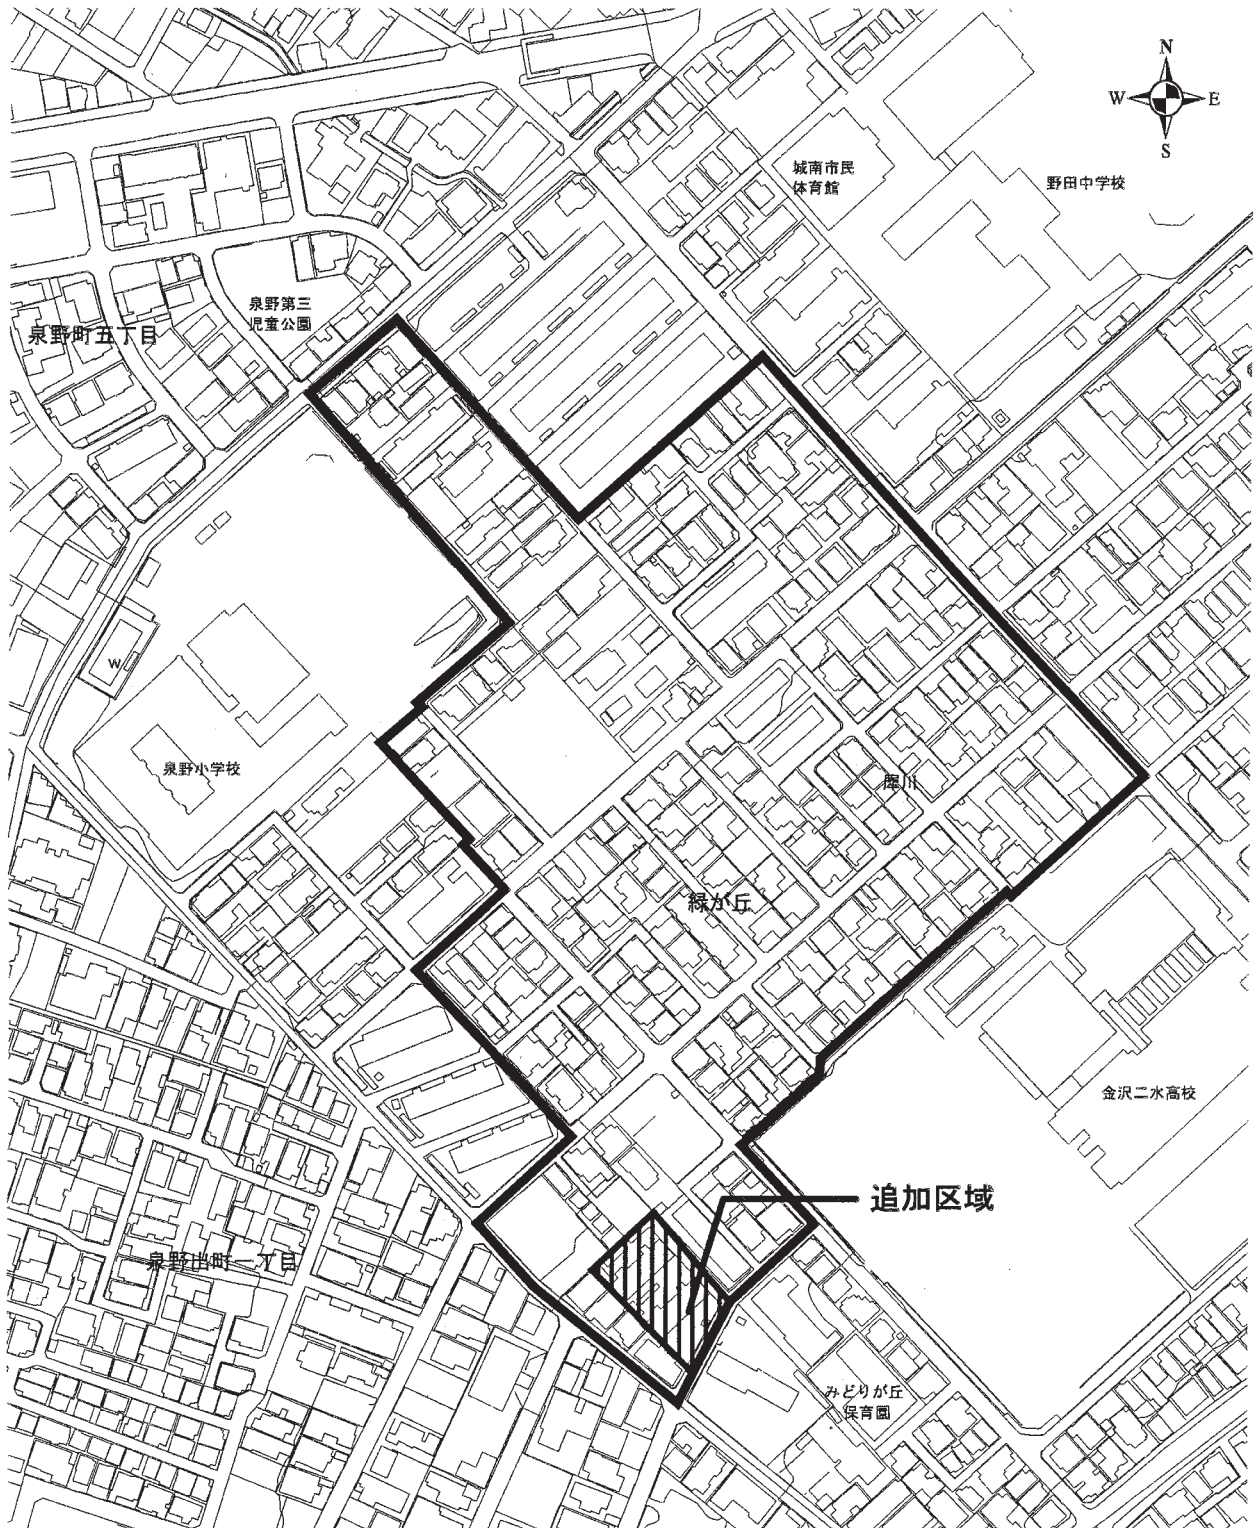 N
W
E
S
城南市民
体育館
野田中学校
泉野第三
児童公園
泉野町五丁目
W
泉野小学校
犀川
緑が丘
金沢二水高校
追加区域
泉野出町一丁目
みどりが丘
保育園